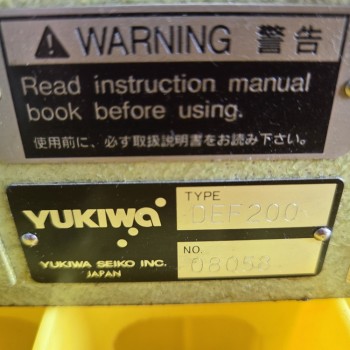 WARNING 警告
Read instruction manual
book before using.
使用前に、必ず取扱説明書をお読み下さい。
YUKIWA
TYPE
DEF200
NO.
08058
YUKIWA SEIKO INC.
JAPAN